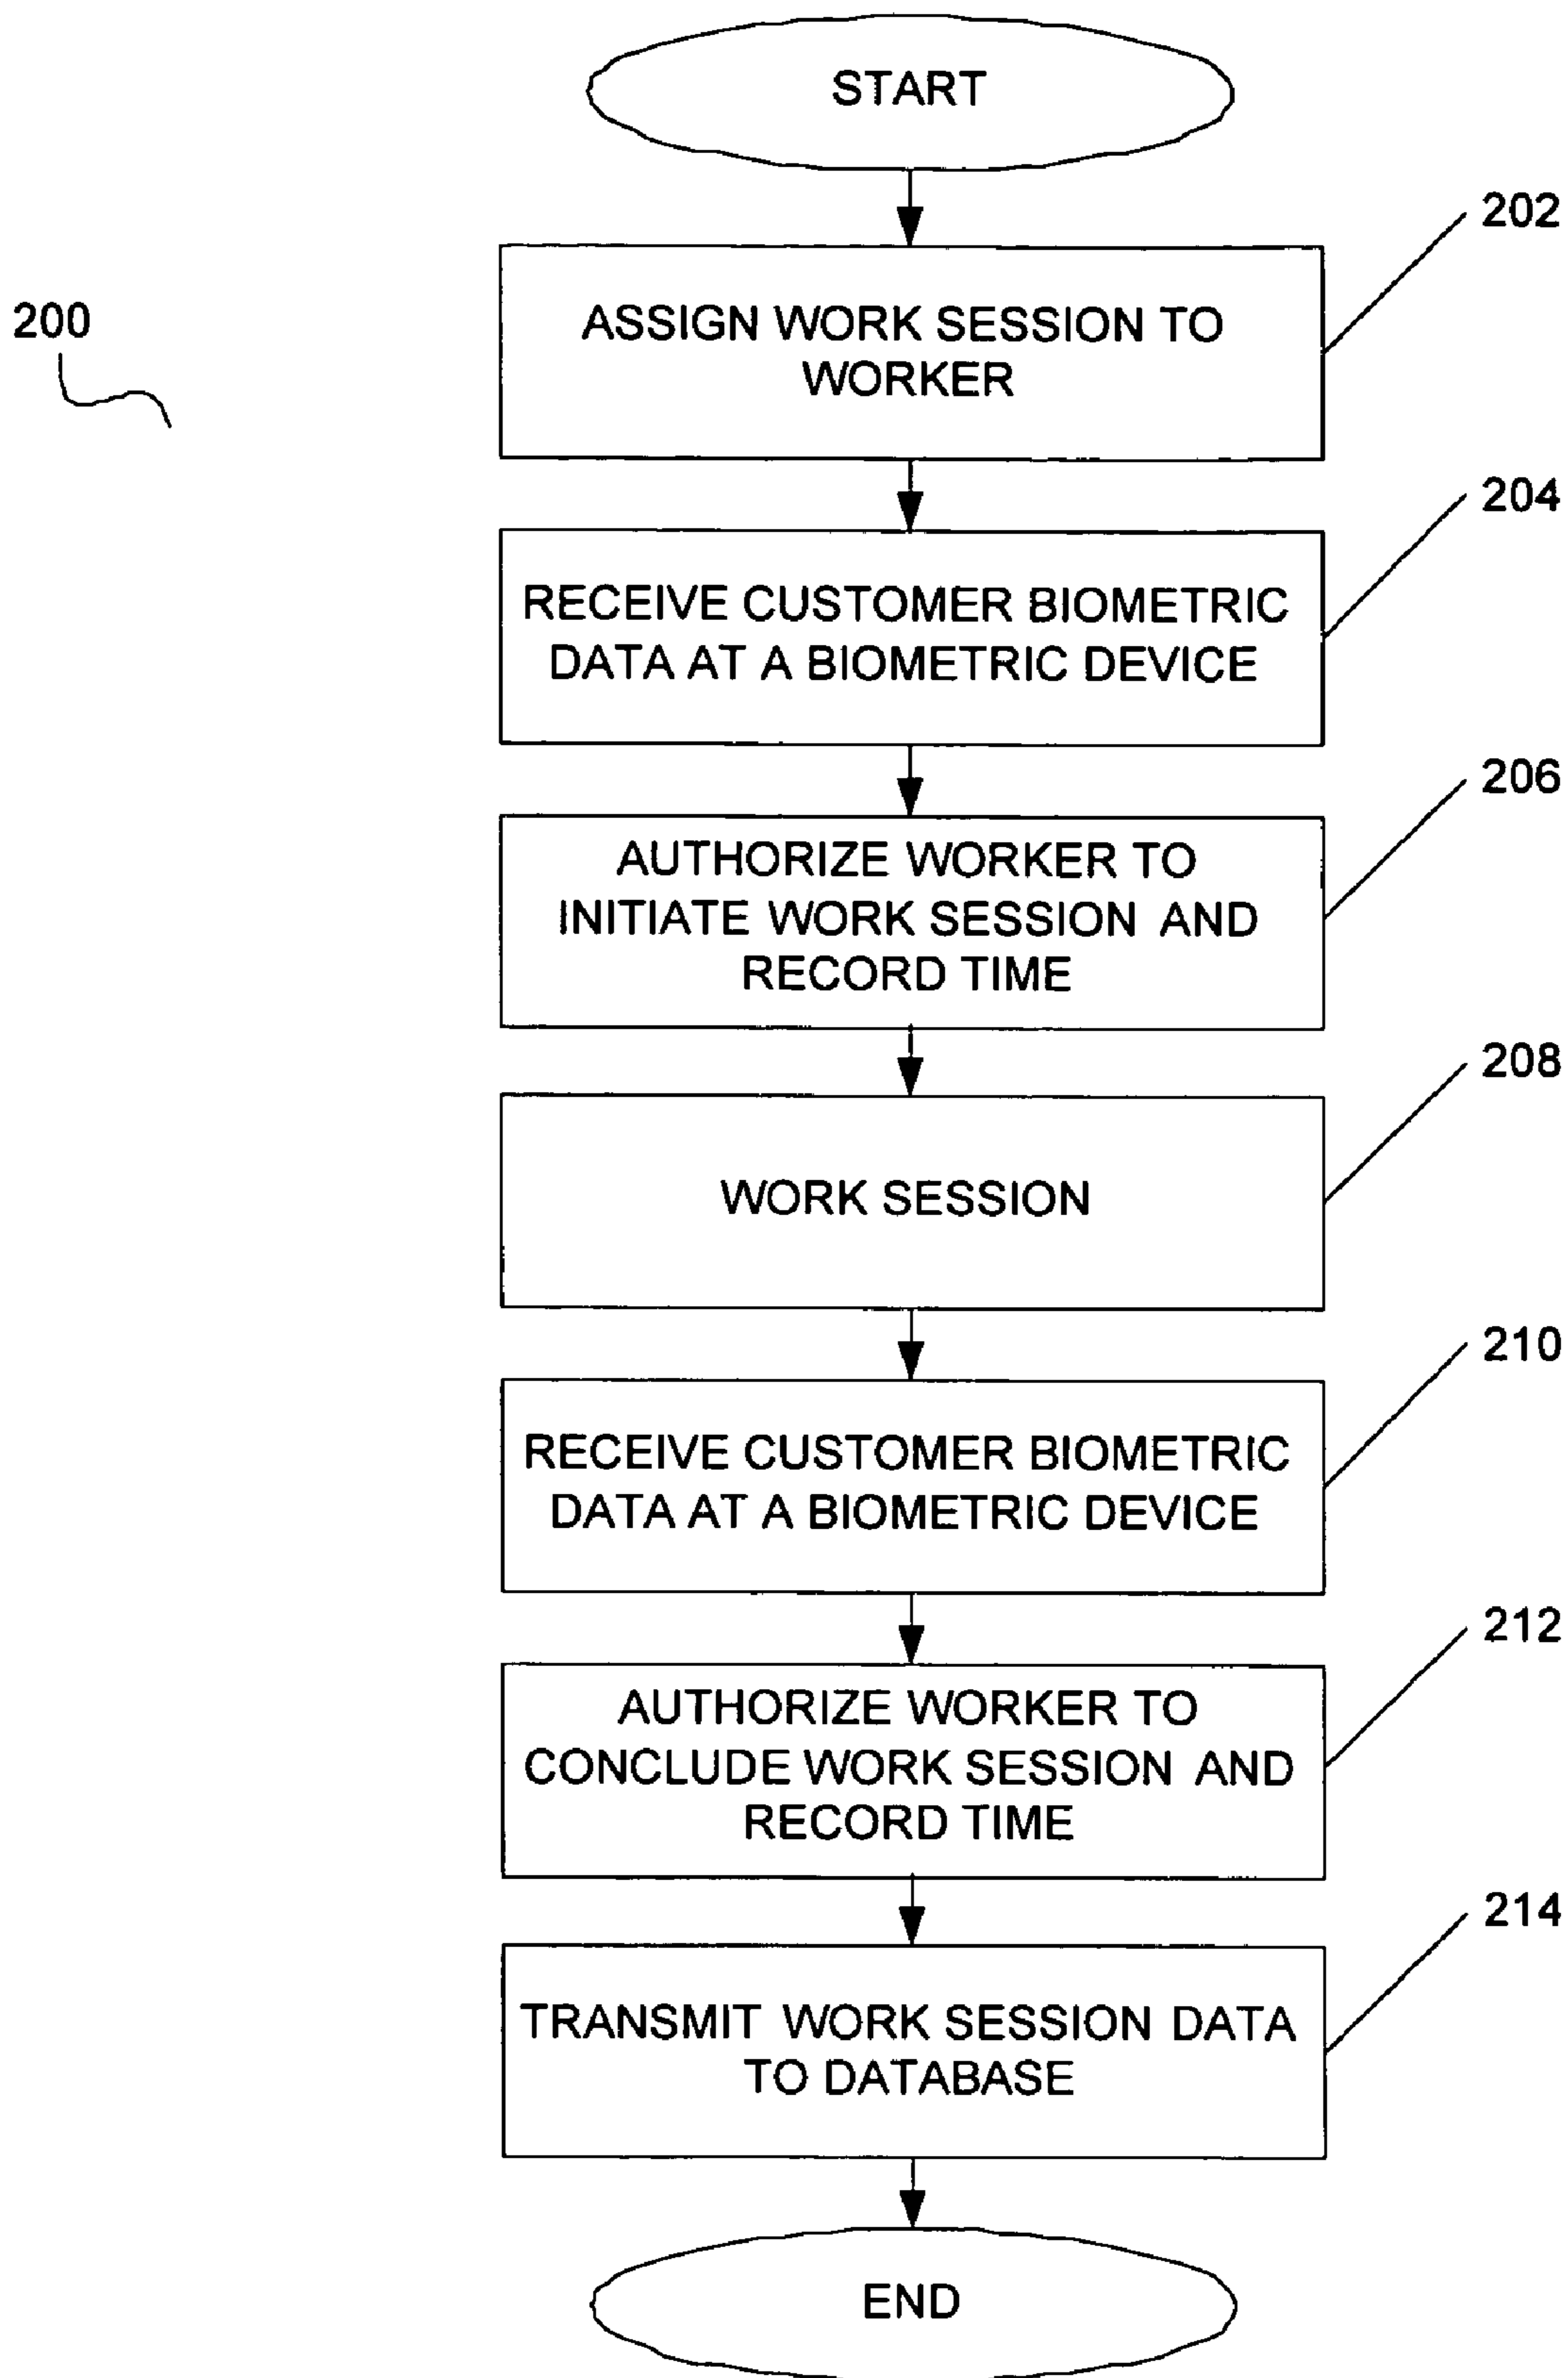 START
202
200
ASSIGN WORK SESSION TO
WORKER
204
RECEIVE CUSTOMER BIOMETRIC
DATA AT A BIOMETRIC DEVICE
206
AUTHORIZE WORKER TO
INITIATE WORK SESSION AND
RECORD TIME
208
WORK SESSION
210
RECEIVE CUSTOMER BIOMETRIC
DATA AT A BIOMETRIC DEVICE
212
AUTHORIZE WORKER TO
CONCLUDE WORK SESSION AND
RECORD TIME
214
TRANSMIT WORK SESSION DATA
TO DATABASE
END